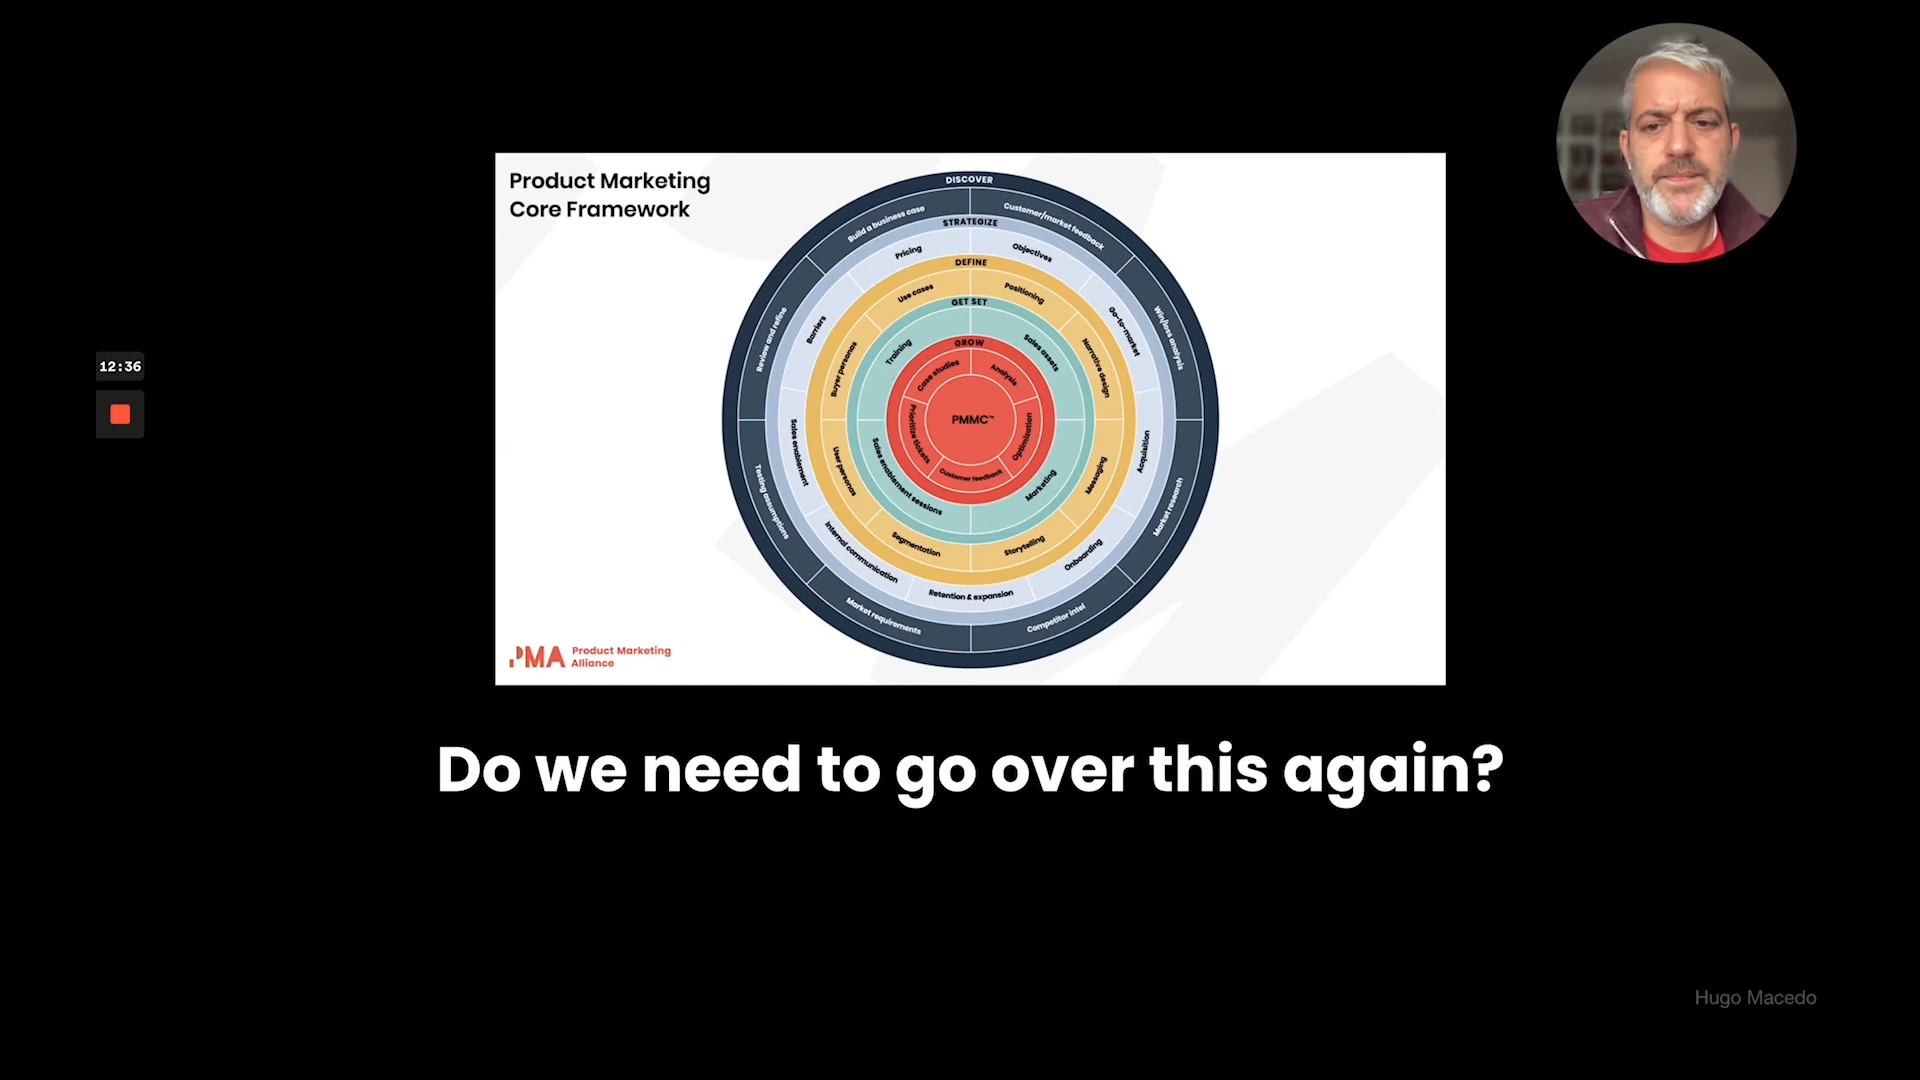 Product Marketing
Core Framework
DISCOVER
Build a business case
Customer/market feedback
Win/loss analysis
Market research
Competitor intel
Market requirements
Testing assumptions
Review and refine
STRATEGIZE
Pricing
Objectives
Go-to-market
Acquisition
Onboarding
Retention & expansion
Internal communication
Sales enablement
Barriers
DEFINE
Use cases
Positioning
Narrative design
Messaging
Storytelling
Segmentation
User personas
Buyer personas
GET SET
Training
Sales assets
Marketing
Sales enablement sessions
GROW
Case studies
Analysis
Optimization
Customer feedback
Prioritize tickets
PMMC™
12:36
PMA Product Marketing
Alliance
Do we need to go over this again?
Hugo Macedo